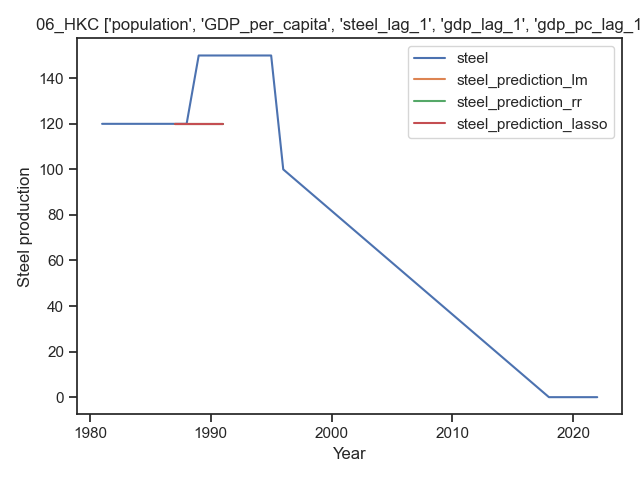 06_HKC ['population', 'GDP_per_capita', 'steel_lag_1', 'gdp_lag_1', 'gdp_pc_lag_1
steel
steel_prediction_lm
steel_prediction_rr
steel_prediction_lasso
Steel production
140
120
100
80
60
40
20
0
1980 1990 2000 2010 2020
Year